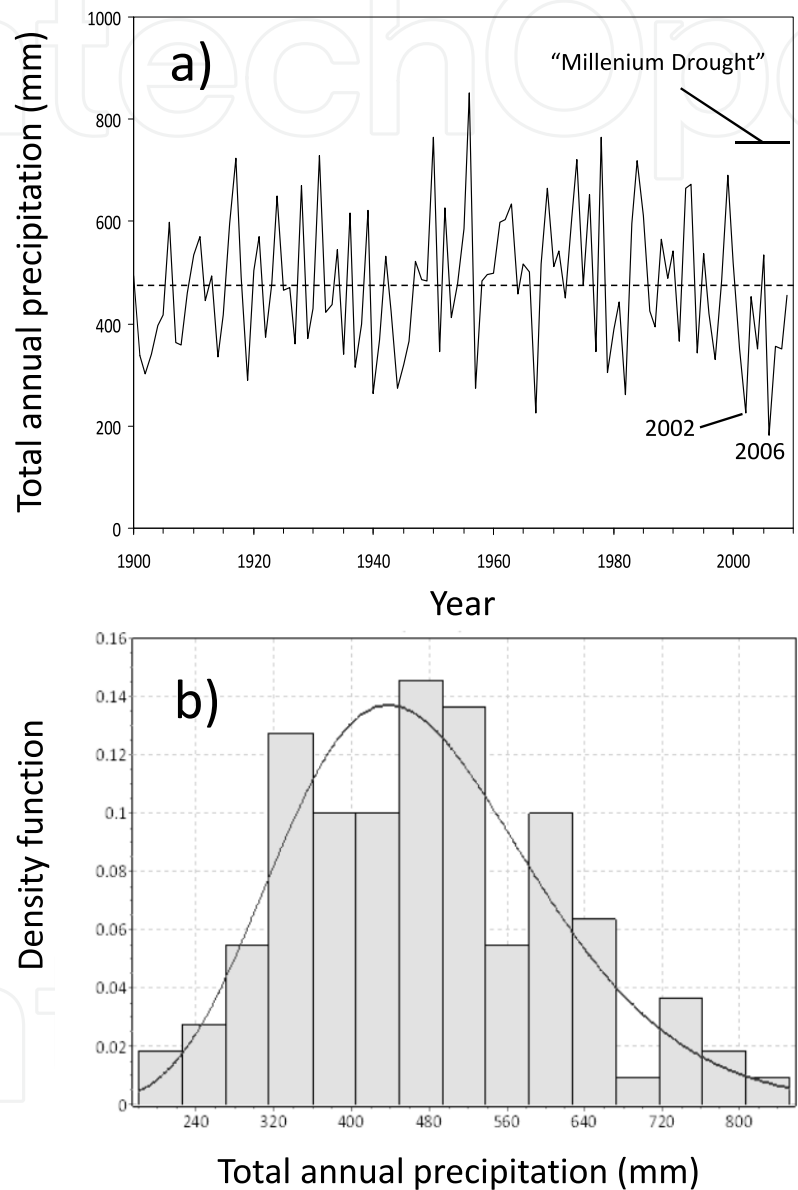 1000
a)
"Millenium Drought"
800
600
400
200
0
2002
2006
Total annual precipitation (mm)
1900 1920 1940 1960 1980 2000
Year
0.16
b)
0.14
0.12
0.1
0.08
0.06
0.04
0.02
0
Density function
240 320 400 480 560 640 720 800
Total annual precipitation (mm)